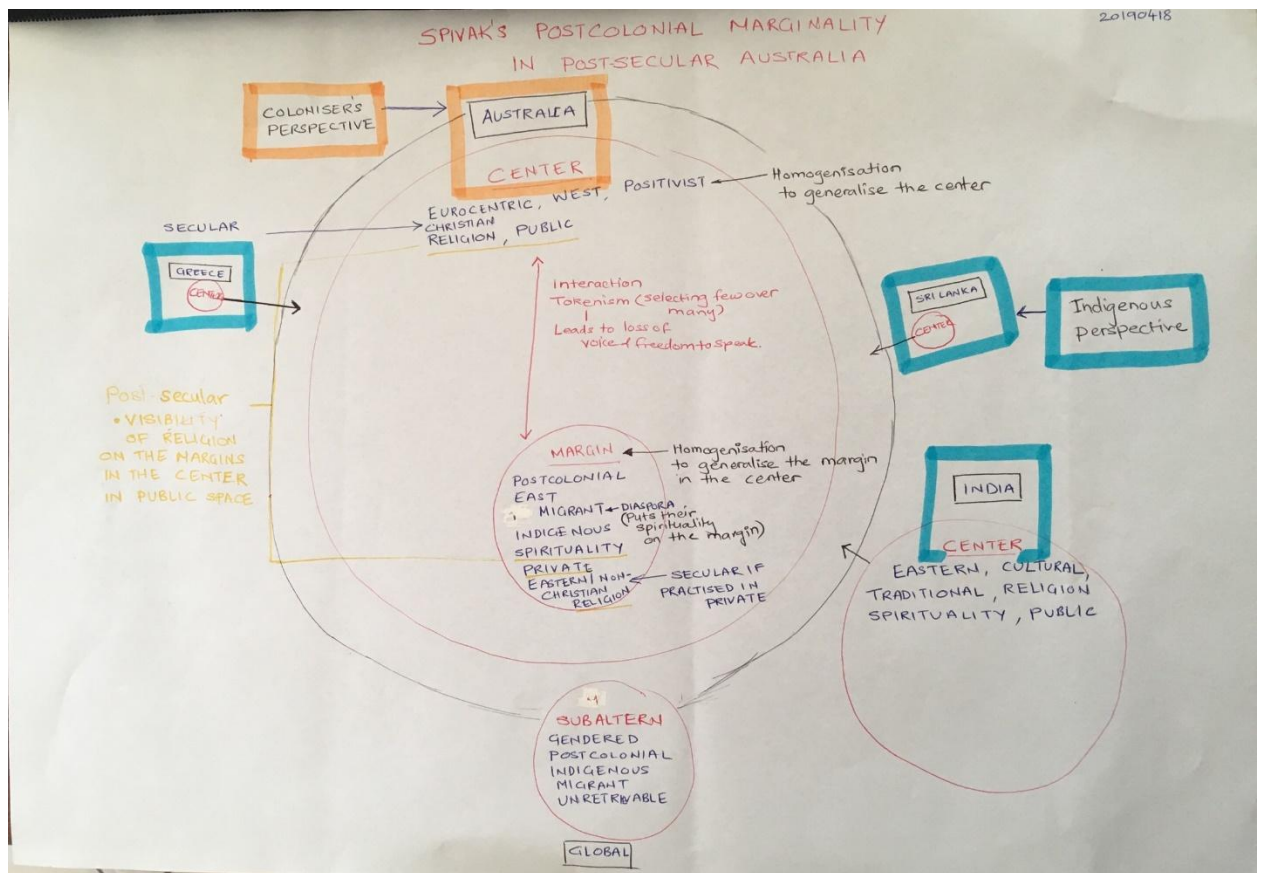 20190418
SPIVAK'S POSTCOLONIAL MARGINALITY
IN POST-SECULAR AUSTRALIA
COLONISER'S
PERSPECTIVE
AUSTRALIA
CENTER
EUROCENTRIC, WEST, POSITIVIST
CHRISTIAN
RELIGION, PUBLIC
Homogenisation
to generalise the center
SECULAR
GREECE
CENTER
Interaction
Tokenism (selecting few over
many)
Leads to loss of
voice & freedom to speak.
SRI LANKA
CENTER
Indigenous
perspective
Post secular
• VISIBILITY
OF RELIGION
ON THE MARGINS
IN THE CENTER
IN PUBLIC SPACE
MARGIN
POSTCOLONIAL
EAST
MIGRANT
INDIGENOUS
SPIRITUALITY
PRIVATE
EASTERN/NON-
CHRISTIAN
RELIGION
Homogenisation
to generalise the margin
in the center
DIASPORA
(Puts their
spirituality
on the margin)
SECULAR IF
PRACTISED IN
PRIVATE
INDIA
CENTER
EASTERN, CULTURAL,
TRADITIONAL, RELIGION
SPIRITUALITY, PUBLIC
SUBALTERN
GENDERED
POSTCOLONIAL
INDIGENOUS
MIGRANT
UNRETRIVABLE
GLOBAL